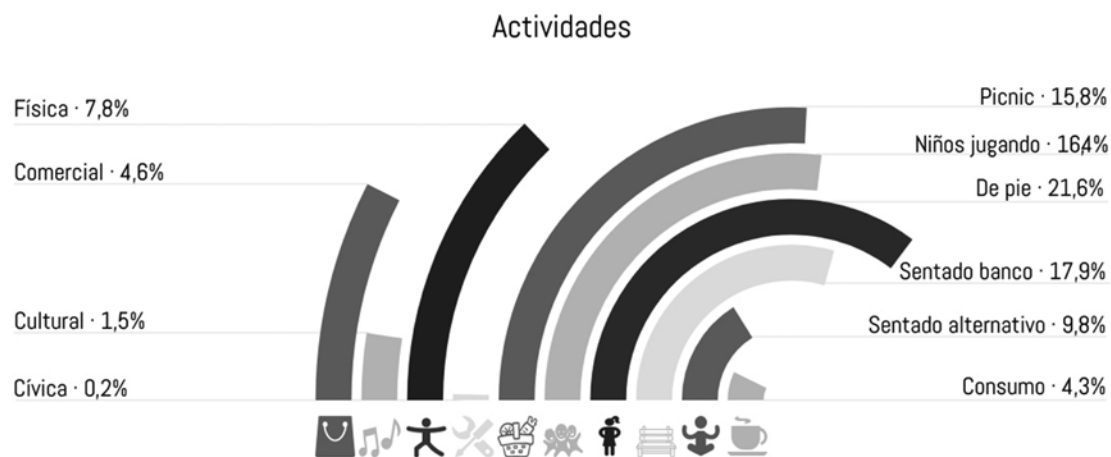 Actividades
Física · 7,8%
Comercial · 4,6%
Cultural · 1,5%
Cívica · 0,2%
Picnic · 15,8%
Niños jugando · 16,4%
De pie · 21,6%
Sentado banco · 17,9%
Sentado alternativo · 9,8%
Consumo · 4,3%